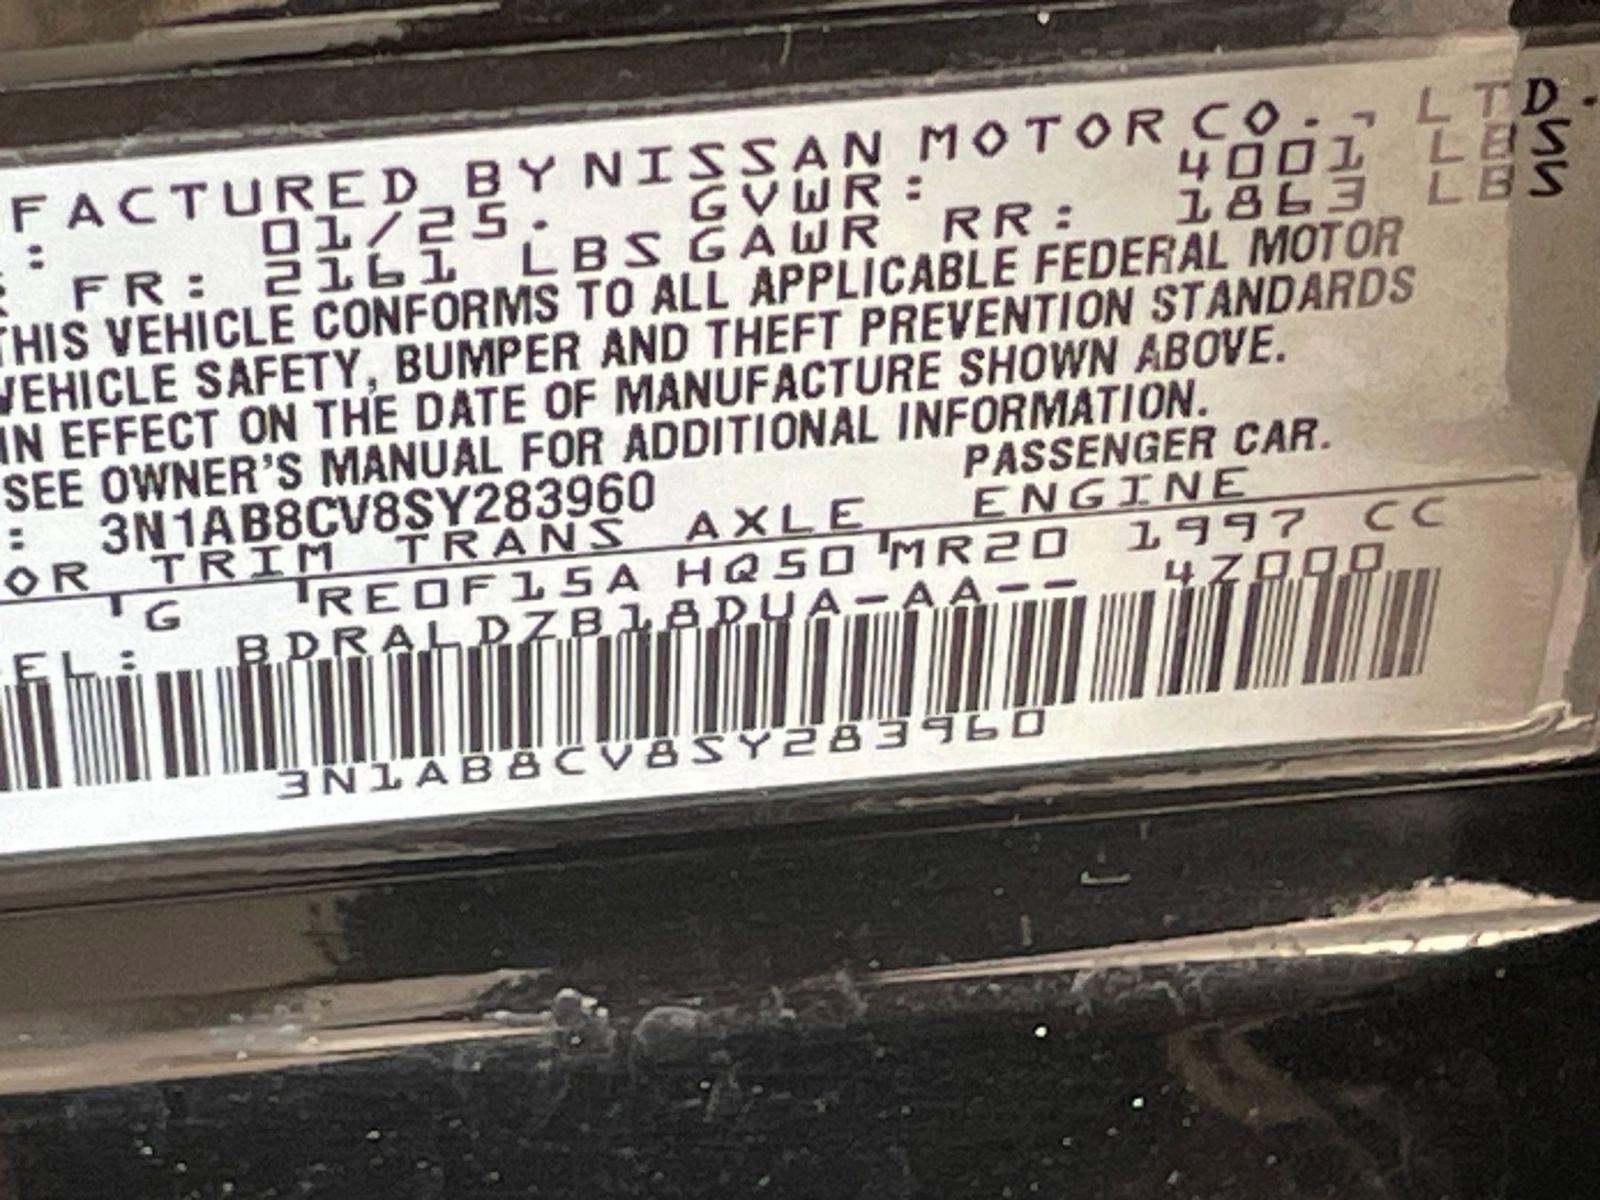 FACTURED BY NISSAN MOTOR CO., LTD.
: 01/25. GVWR: 4001 LBS
FR: 2161 LBS GAWR RR: 1863 LBS
THIS VEHICLE CONFORMS TO ALL APPLICABLE FEDERAL MOTOR
VEHICLE SAFETY, BUMPER AND THEFT PREVENTION STANDARDS
IN EFFECT ON THE DATE OF MANUFACTURE SHOWN ABOVE.
SEE OWNER'S MANUAL FOR ADDITIONAL INFORMATION.
: 3N1AB8CV8SY283960 PASSENGER CAR.
OR TRIM TRANS AXLE ENGINE
G RE0F15A HQ50 MR20 1997 CC
EL: BDRALDZB18DUA-AA-- 47000
3N1AB8CV8SY283960